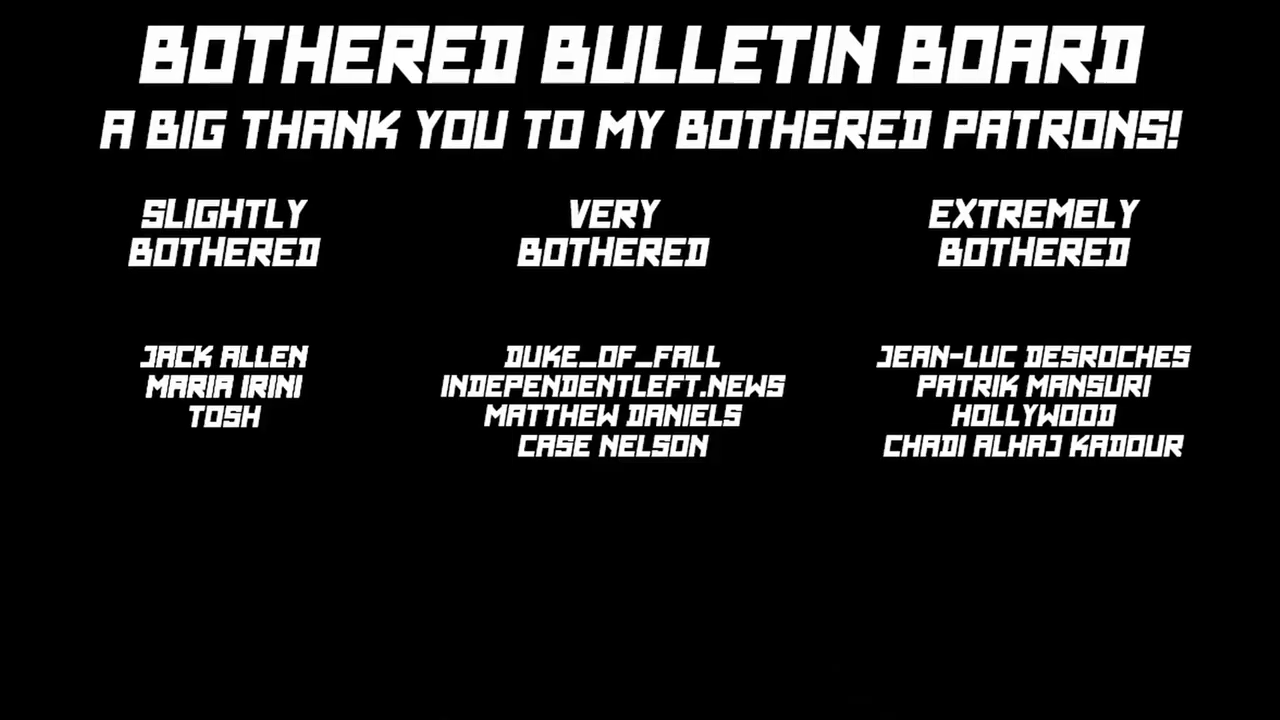 BOTHERED BULLETIN BOARD
A BIG THANK YOU TO MY BOTHERED PATRONS!
SLIGHTLY
BOTHERED
JACK ALLEN
MARIA IRINI
TOSH
VERY
BOTHERED
DUKE_OF_FALL
INDEPENDENTLEFT.NEWS
MATTHEW DANIELS
CASE NELSON
EXTREMELY
BOTHERED
JEAN-LUC DESROCHES
PATRIK MANSURI
HOLLYWOOD
CHADI ALHAJ KADOUR